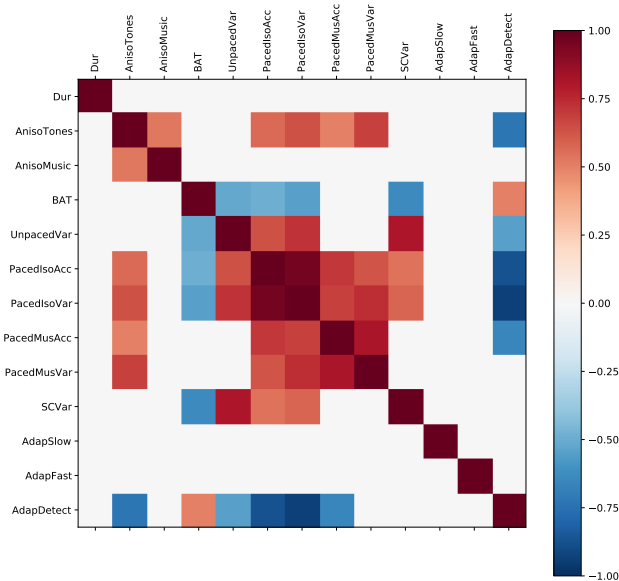 Dur
AnisoTones
AnisoMusic
BAT
UnpacedVar
PacedIsoAcc
PacedIsoVar
PacedMusAcc
PacedMusVar
SCVar
AdapSlow
AdapFast
AdapDetect
Dur
AnisoTones
AnisoMusic
BAT
UnpacedVar
PacedIsoAcc
PacedIsoVar
PacedMusAcc
PacedMusVar
SCVar
AdapSlow
AdapFast
AdapDetect
1.00
0.75
0.50
0.25
0.00
−0.25
−0.50
−0.75
−1.00